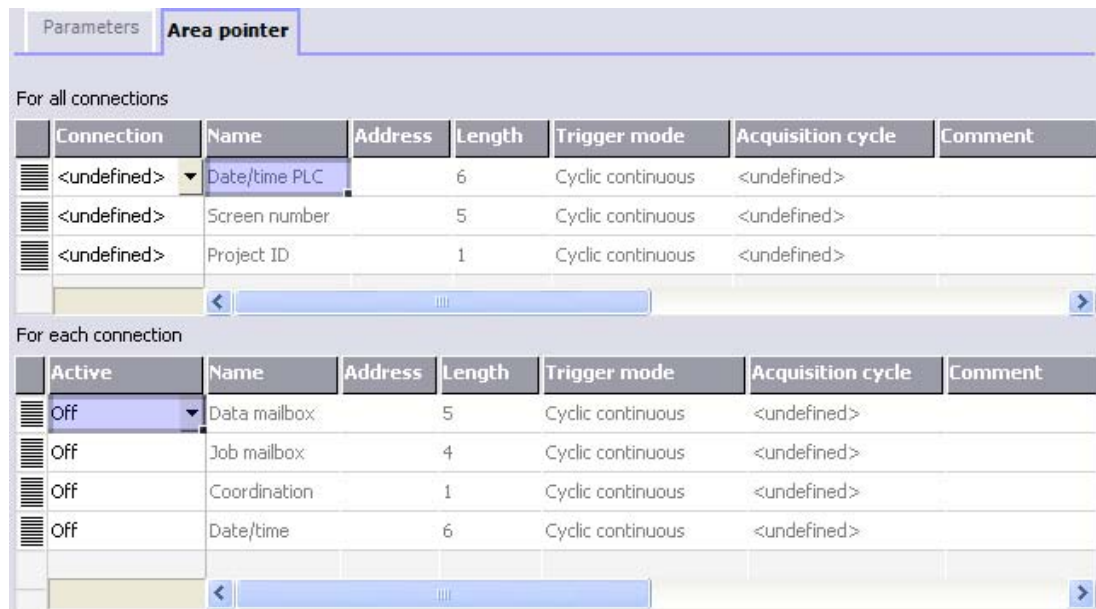 Parameters Area pointer
For all connections
Connection Name Address Length Trigger mode Acquisition cycle Comment
<undefined> Date/time PLC 6 Cyclic continuous <undefined>
<undefined> Screen number 5 Cyclic continuous <undefined>
<undefined> Project ID 1 Cyclic continuous <undefined>
For each connection
Active Name Address Length Trigger mode Acquisition cycle Comment
Off Data mailbox 5 Cyclic continuous <undefined>
Off Job mailbox 4 Cyclic continuous <undefined>
Off Coordination 1 Cyclic continuous <undefined>
Off Date/time 6 Cyclic continuous <undefined>